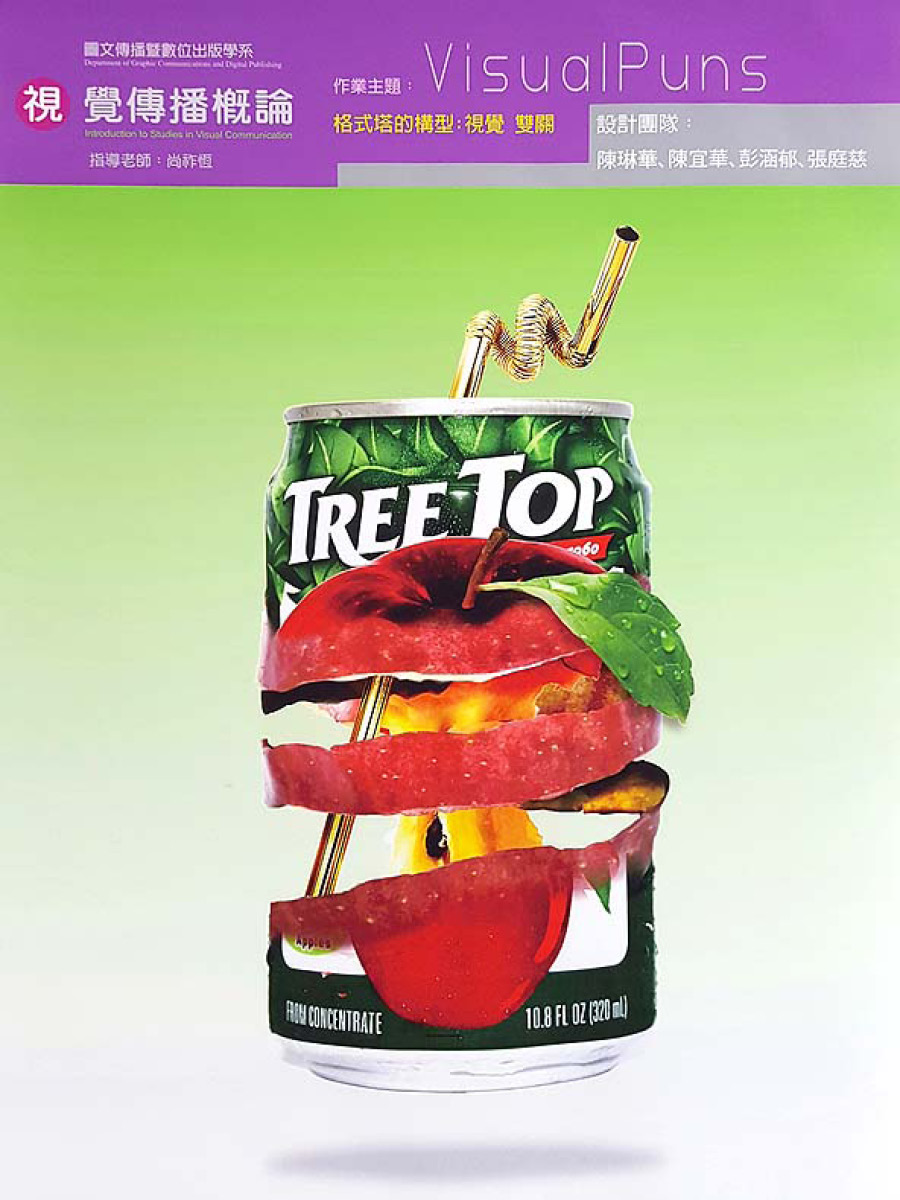 圖文傳播暨數位出版學系
Department of Graphic Communications and Digital Publishing
視覺傳播概論
Introduction to Studies in Visual Communication
指導老師：尚祚恆
作業主題：VisualPuns
格式塔的構型：視覺 雙關
設計團隊：
陳琳華、陳宜華、彭涵郁、張庭慈
TREE TOP
1960
Apples
FROM CONCENTRATE
10.8 FL OZ (320 mL)